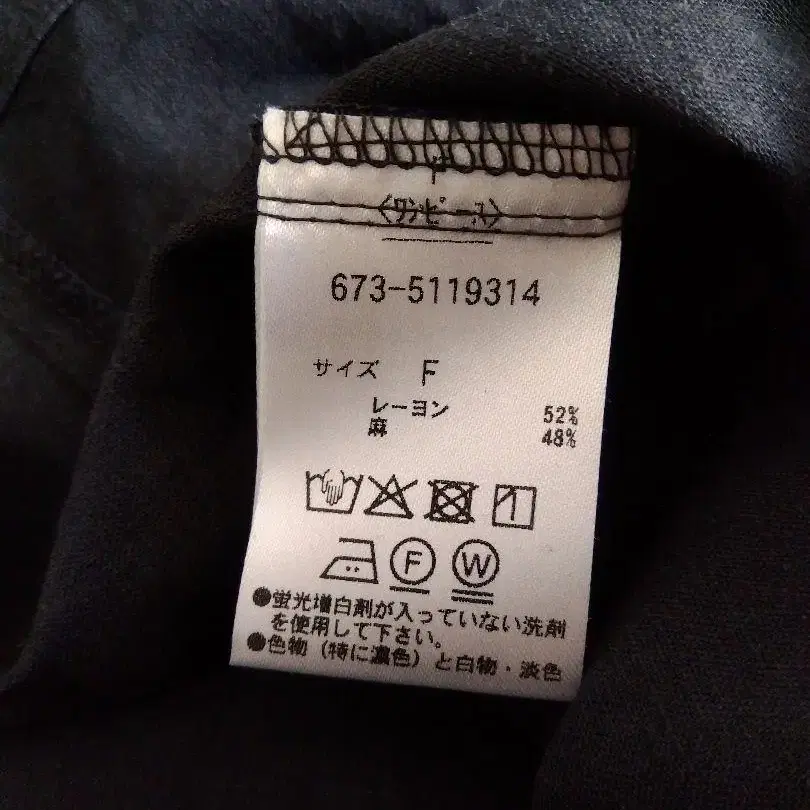 〈ワンピース〉
673-5119314
サイズ F
レーヨン 52%
麻 48%
F W
●蛍光増白剤が入っていない洗剤
を使用して下さい。
●色物（特に濃色）と白物・淡色